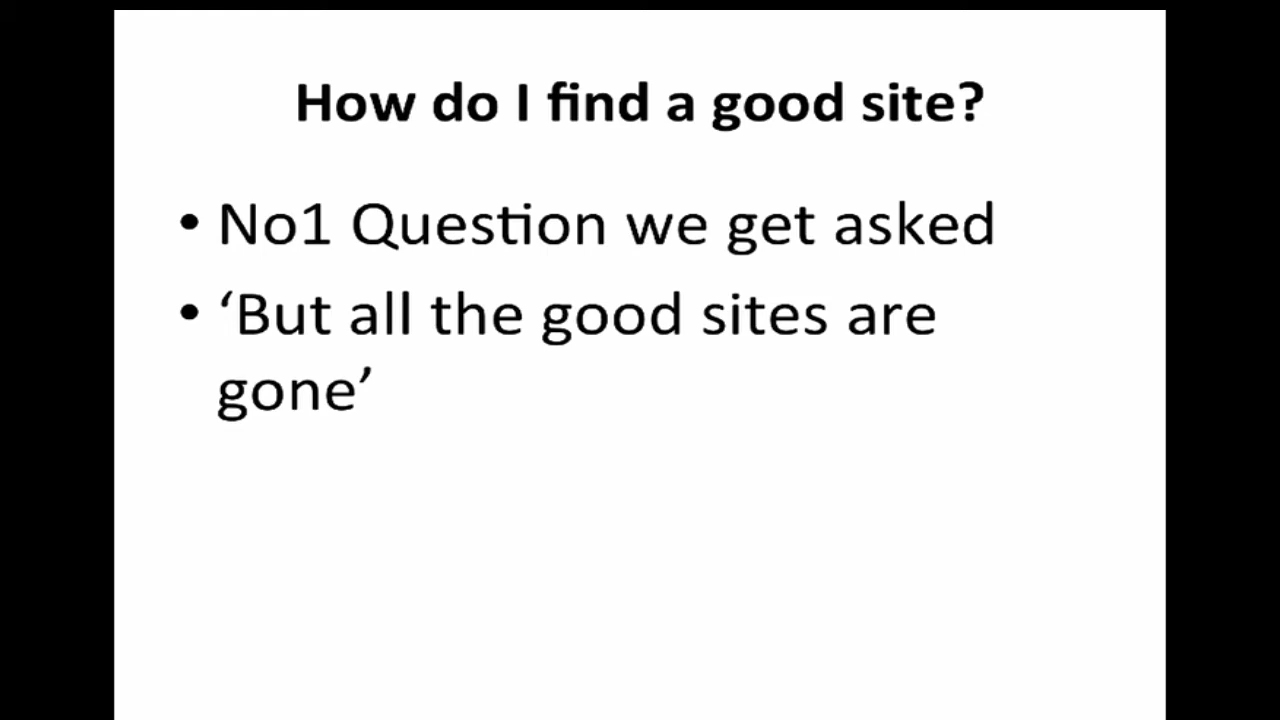 How do I find a good site?
• No1 Question we get asked
• ‘But all the good sites are
gone’